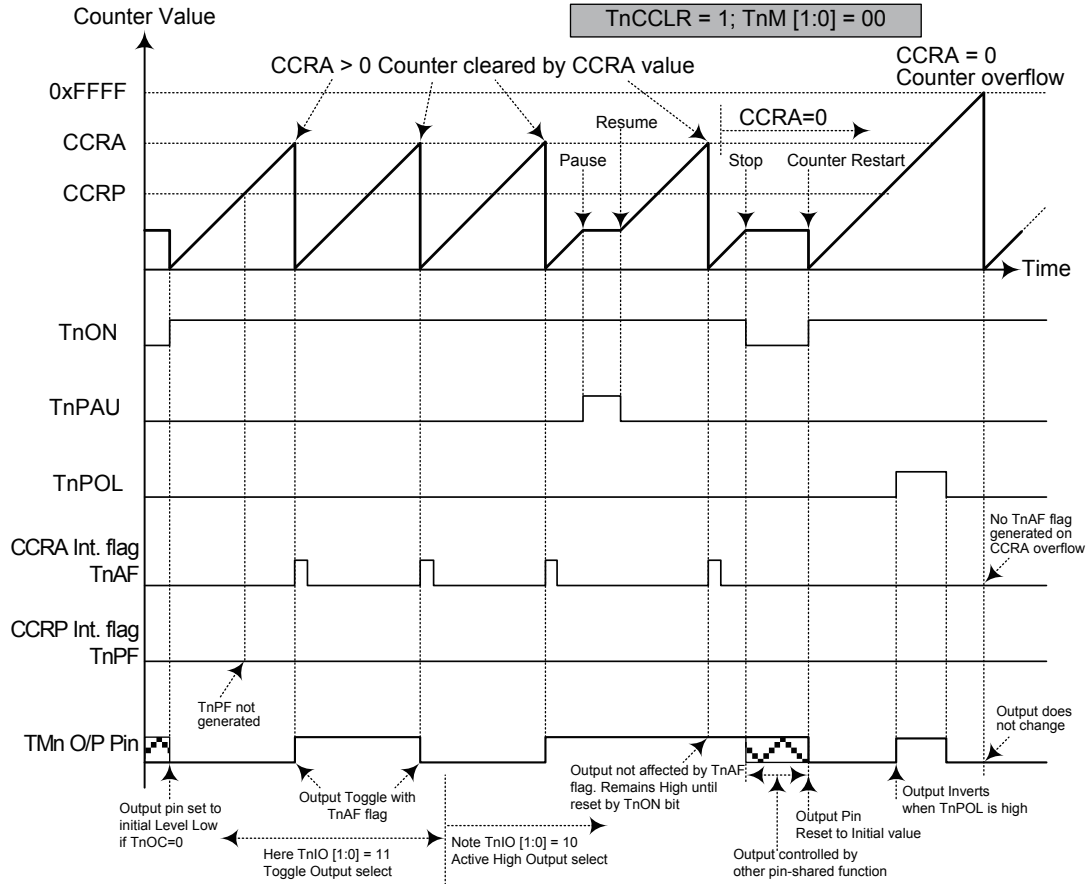 Counter Value
TnCCLR = 1; TnM [1:0] = 00
CCRA > 0 Counter cleared by CCRA value
CCRA = 0
Counter overflow
0xFFFF
CCRA
CCRP
Resume
CCRA=0
Pause
Stop
Counter Restart
Time
TnON
TnPAU
TnPOL
CCRA Int. flag
TnAF
No TnAF flag
generated on
CCRA overflow
CCRP Int. flag
TnPF
TnPF not
generated
TMn O/P Pin
Output does
not change
Output pin set to
initial Level Low
if TnOC=0
Output Toggle with
TnAF flag
Output not affected by TnAF
flag. Remains High until
reset by TnON bit
Output Inverts
when TnPOL is high
Output Pin
Reset to Initial value
Here TnIO [1:0] = 11
Toggle Output select
Note TnIO [1:0] = 10
Active High Output select
Output controlled by
other pin-shared function